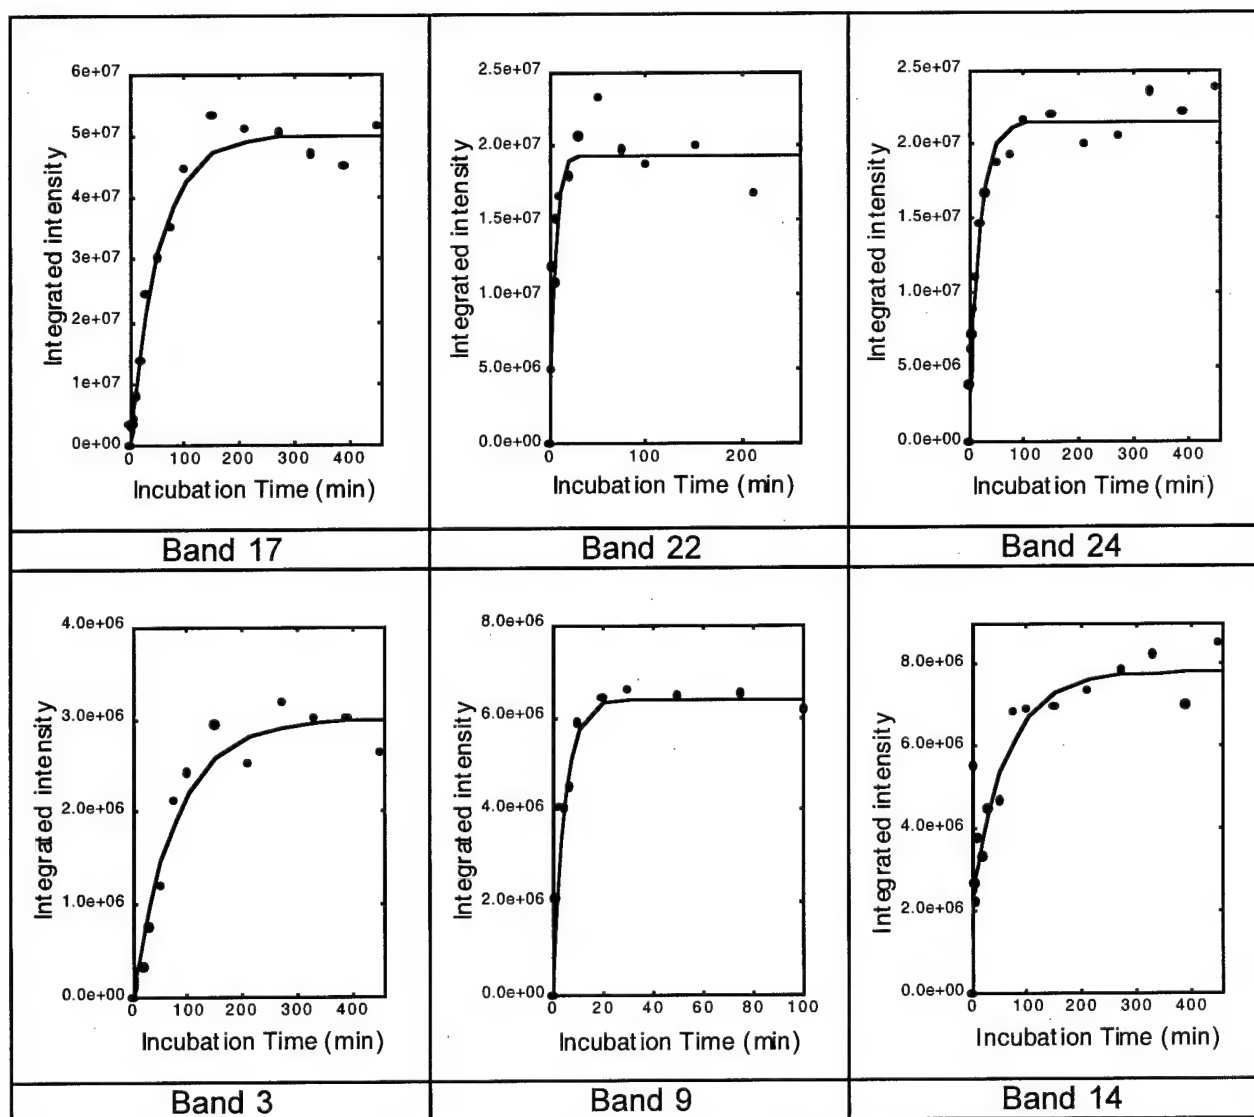 6e+07
5e+07
4e+07
3e+07
2e+07
1e+07
0e+00
Integrated intensity
0 100 200 300 400
Incubation Time (min)
Band 17
2.5e+07
2.0e+07
1.5e+07
1.0e+07
5.0e+06
0.0e+00
Integrated intensity
0 100 200
Incubation Time (min)
Band 22
2.5e+07
2.0e+07
1.5e+07
1.0e+07
5.0e+06
0.0e+00
Integrated intensity
0 100 200 300 400
Incubation Time (min)
Band 24
4.0e+06
3.0e+06
2.0e+06
1.0e+06
0.0e+00
Integrated intensity
0 100 200 300 400
Incubation Time (min)
Band 3
8.0e+06
6.0e+06
4.0e+06
2.0e+06
0.0e+00
Integrated intensity
0 20 40 60 80 100
Incubation Time (min)
Band 9
8.0e+06
6.0e+06
4.0e+06
2.0e+06
0.0e+00
Integrated intensity
0 100 200 300 400
Incubation Time (min)
Band 14